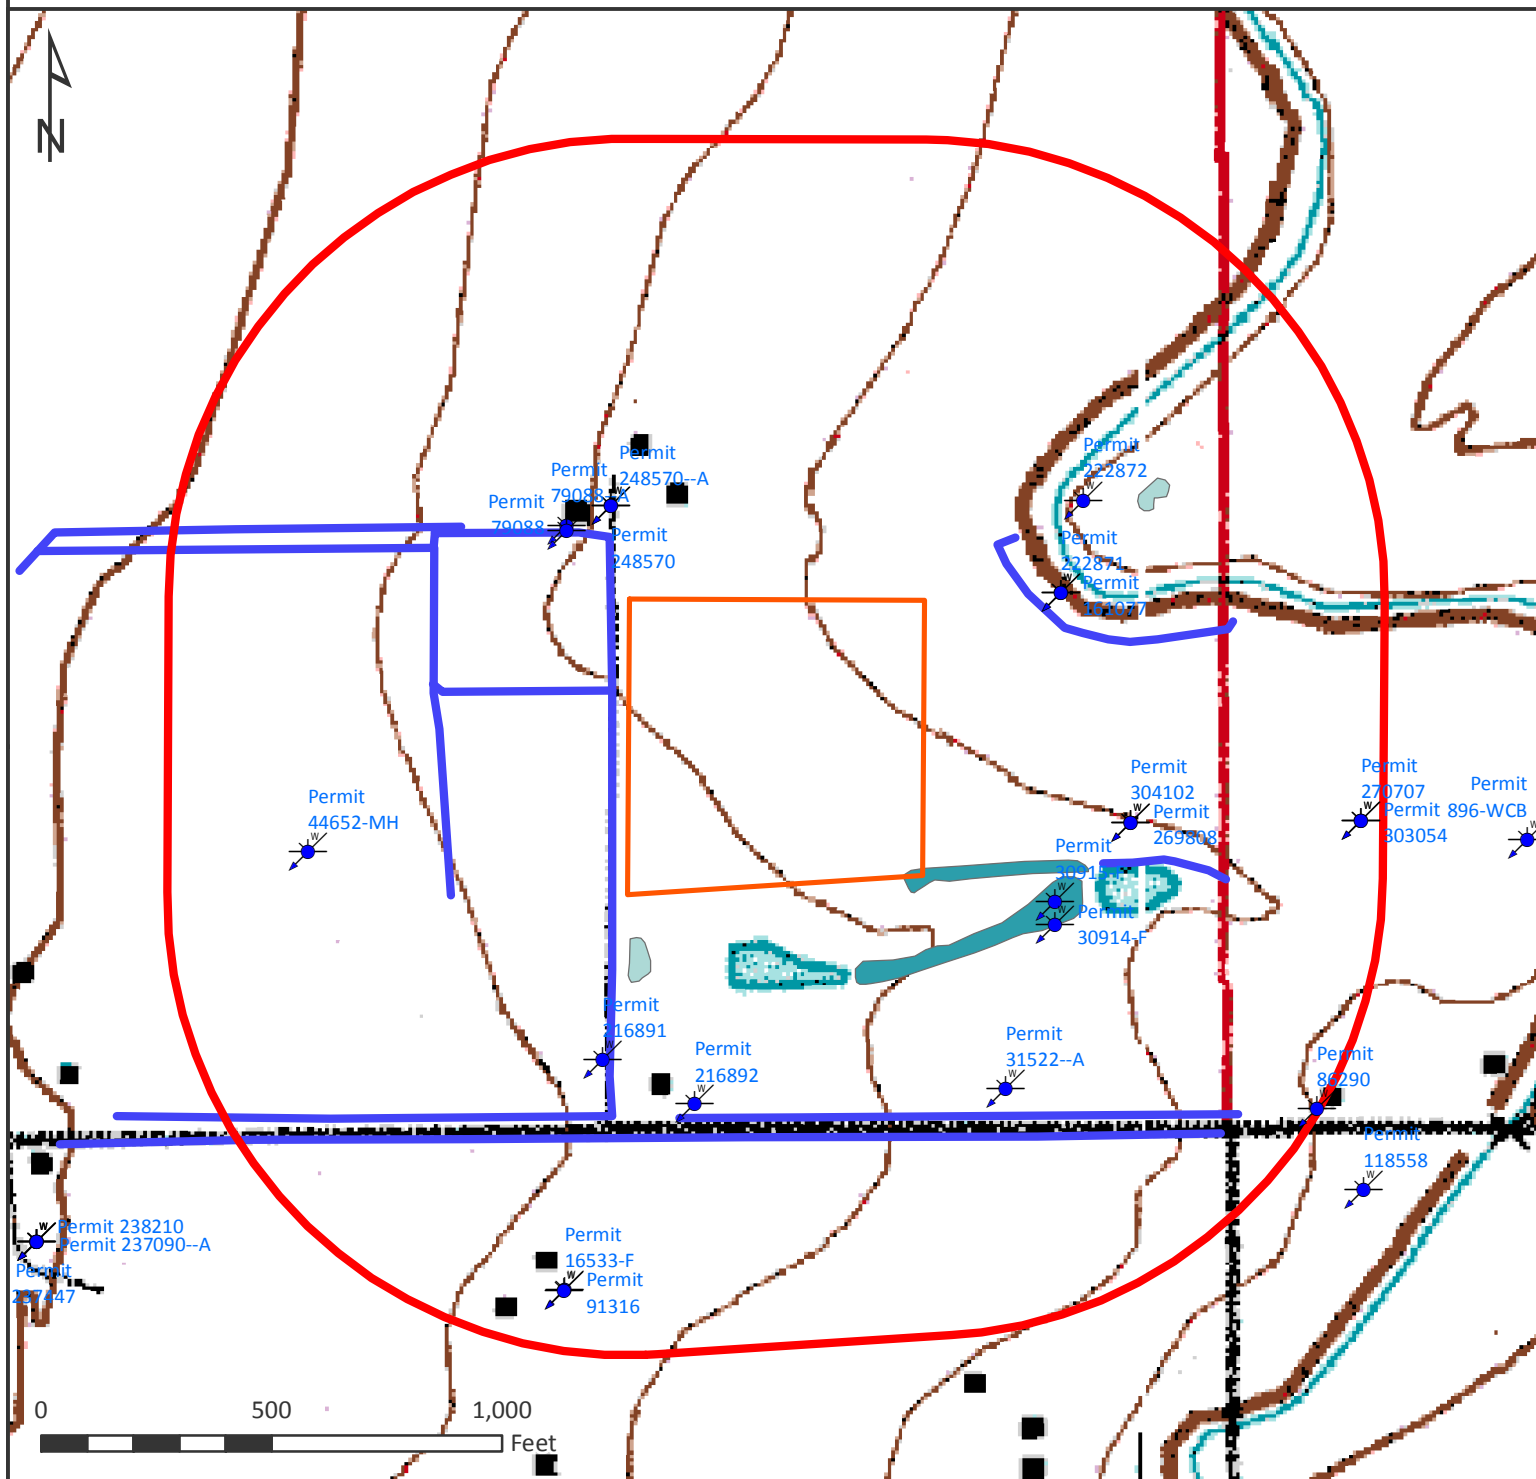 N
Permit
248570--A
Permit
79088--A
Permit
79088
Permit
248570
Permit
222872
Permit
222871
Permit
161077
Permit
304102
Permit
269808
Permit
270707
Permit
303054
Permit
896-WCB
Permit
44652-MH
Permit
Permit
30914-F
Permit
216891
Permit
216892
Permit
31522--A
Permit
86290
Permit
118558
Permit 238210
Permit 237090--A
Permit
237447
Permit
16533-F
Permit
91316
0 500 1,000
Feet